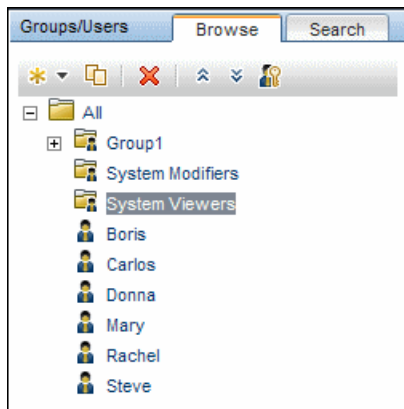 Groups/Users Browse Search
All
Group1
System Modifiers
System Viewers
Boris
Carlos
Donna
Mary
Rachel
Steve